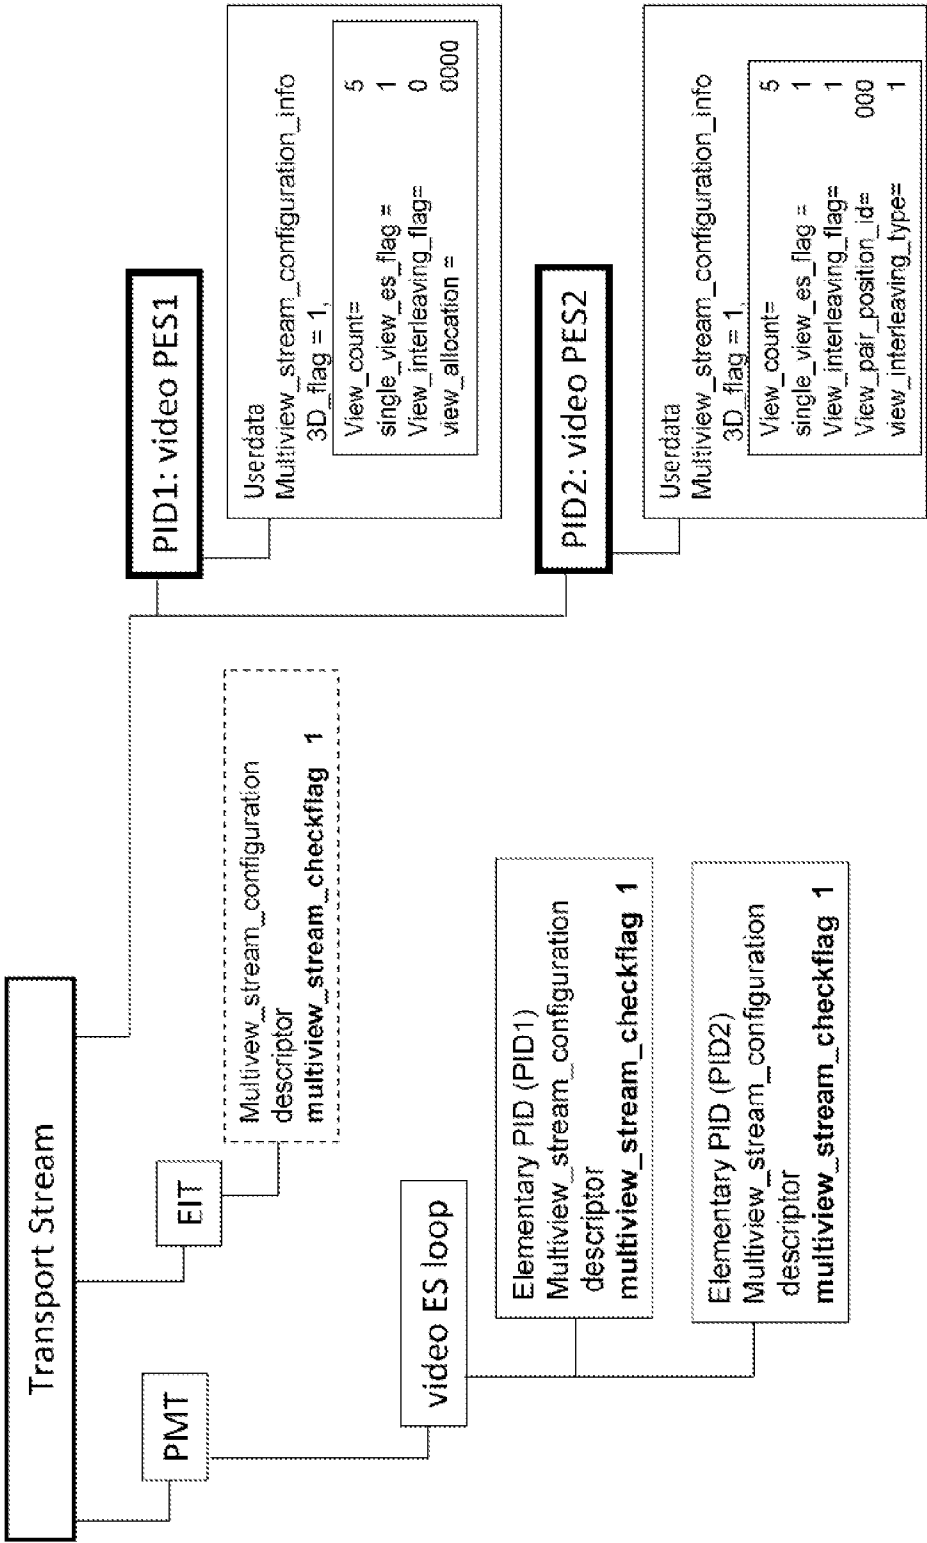 Transport Stream
PMT
EIT
Multivew_stream_configuration
descriptor
multiview_stream_checkflag 1
video ES loop
Elementary PID (PID1)
Multiview_stream_configuration
descriptor
multiview_stream_checkflag 1
Elementary PID (PID2)
Multiview_stream_configuration
descriptor
multiview_stream_checkflag 1
PID1: video PES1
Userdata
Multiview_stream_configuration_info
3D_flag = 1,
View_count= 5
single_view_es_flag = 1
View_interleaving_flag= 0
view_allocation = 0000
PID2: video PES2
Userdata
Multiview_stream_configuration_info
3D_flag = 1,
View_count= 5
single_view_es_flag = 1
View_interleaving_flag= 1
View_pair_position_id= 000
view_interleaving_type= 1